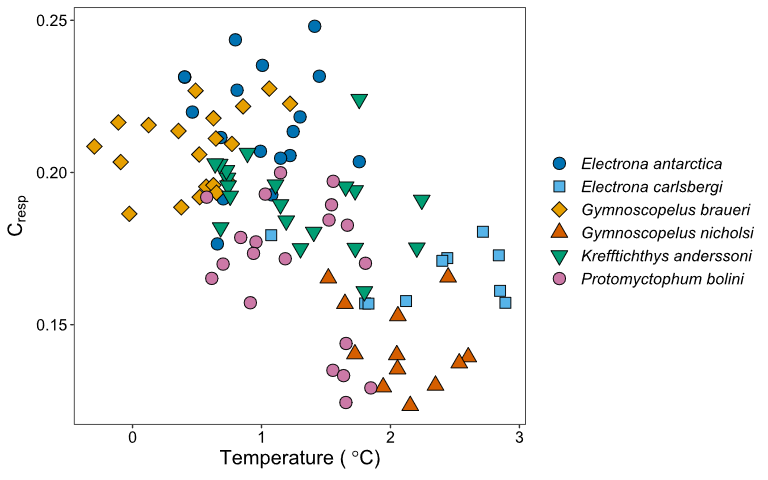 0.25
0.20
0.15
C_resp
0 1 2 3
Temperature ( °C)
Electrona antarctica
Electrona carlsbergi
Gymnoscopelus braueri
Gymnoscopelus nicholsi
Krefftichthys anderssoni
Protomyctophum bolini